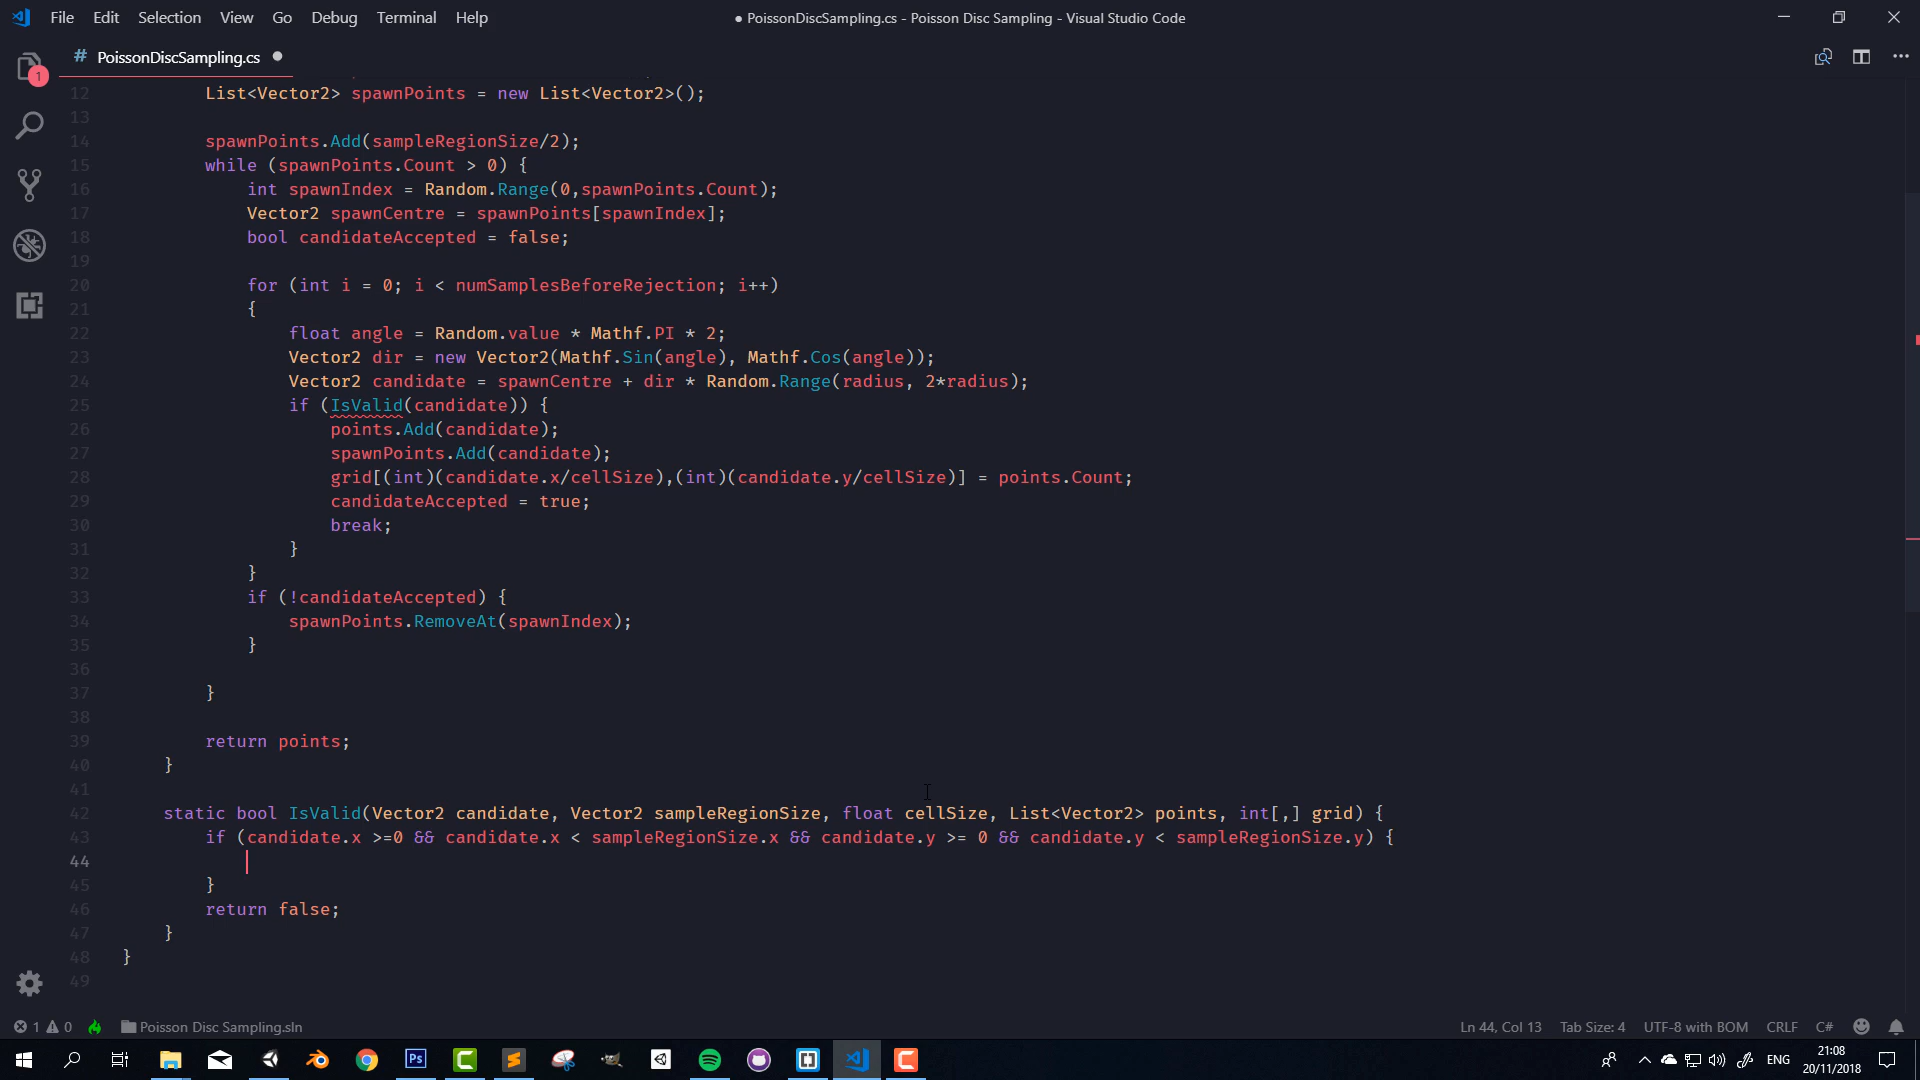 File Edit Selection View Go Debug Terminal Help
● PoissonDiscSampling.cs - Poisson Disc Sampling - Visual Studio Code
1
# PoissonDiscSampling.cs ●
12 List<Vector2> spawnPoints = new List<Vector2>();
13
14 spawnPoints.Add(sampleRegionSize/2);
15 while (spawnPoints.Count > 0) {
16 int spawnIndex = Random.Range(0,spawnPoints.Count);
17 Vector2 spawnCentre = spawnPoints[spawnIndex];
18 bool candidateAccepted = false;
19
20 for (int i = 0; i < numSamplesBeforeRejection; i++)
21 {
22 float angle = Random.value * Mathf.PI * 2;
23 Vector2 dir = new Vector2(Mathf.Sin(angle), Mathf.Cos(angle));
24 Vector2 candidate = spawnCentre + dir * Random.Range(radius, 2*radius);
25 if (IsValid(candidate)) {
26 points.Add(candidate);
27 spawnPoints.Add(candidate);
28 grid[(int)(candidate.x/cellSize),(int)(candidate.y/cellSize)] = points.Count;
29 candidateAccepted = true;
30 break;
31 }
32 }
33 if (!candidateAccepted) {
34 spawnPoints.RemoveAt(spawnIndex);
35 }
36
37 }
38
39 return points;
40 }
41
42 static bool IsValid(Vector2 candidate, Vector2 sampleRegionSize, float cellSize, List<Vector2> points, int[,] grid) {
43 if (candidate.x >=0 && candidate.x < sampleRegionSize.x && candidate.y >= 0 && candidate.y < sampleRegionSize.y) {
44
45 }
46 return false;
47 }
48 }
49
1 0 Poisson Disc Sampling.sln Ln 44, Col 13 Tab Size: 4 UTF-8 with BOM CRLF C#
Ps ENG 21:08
20/11/2018